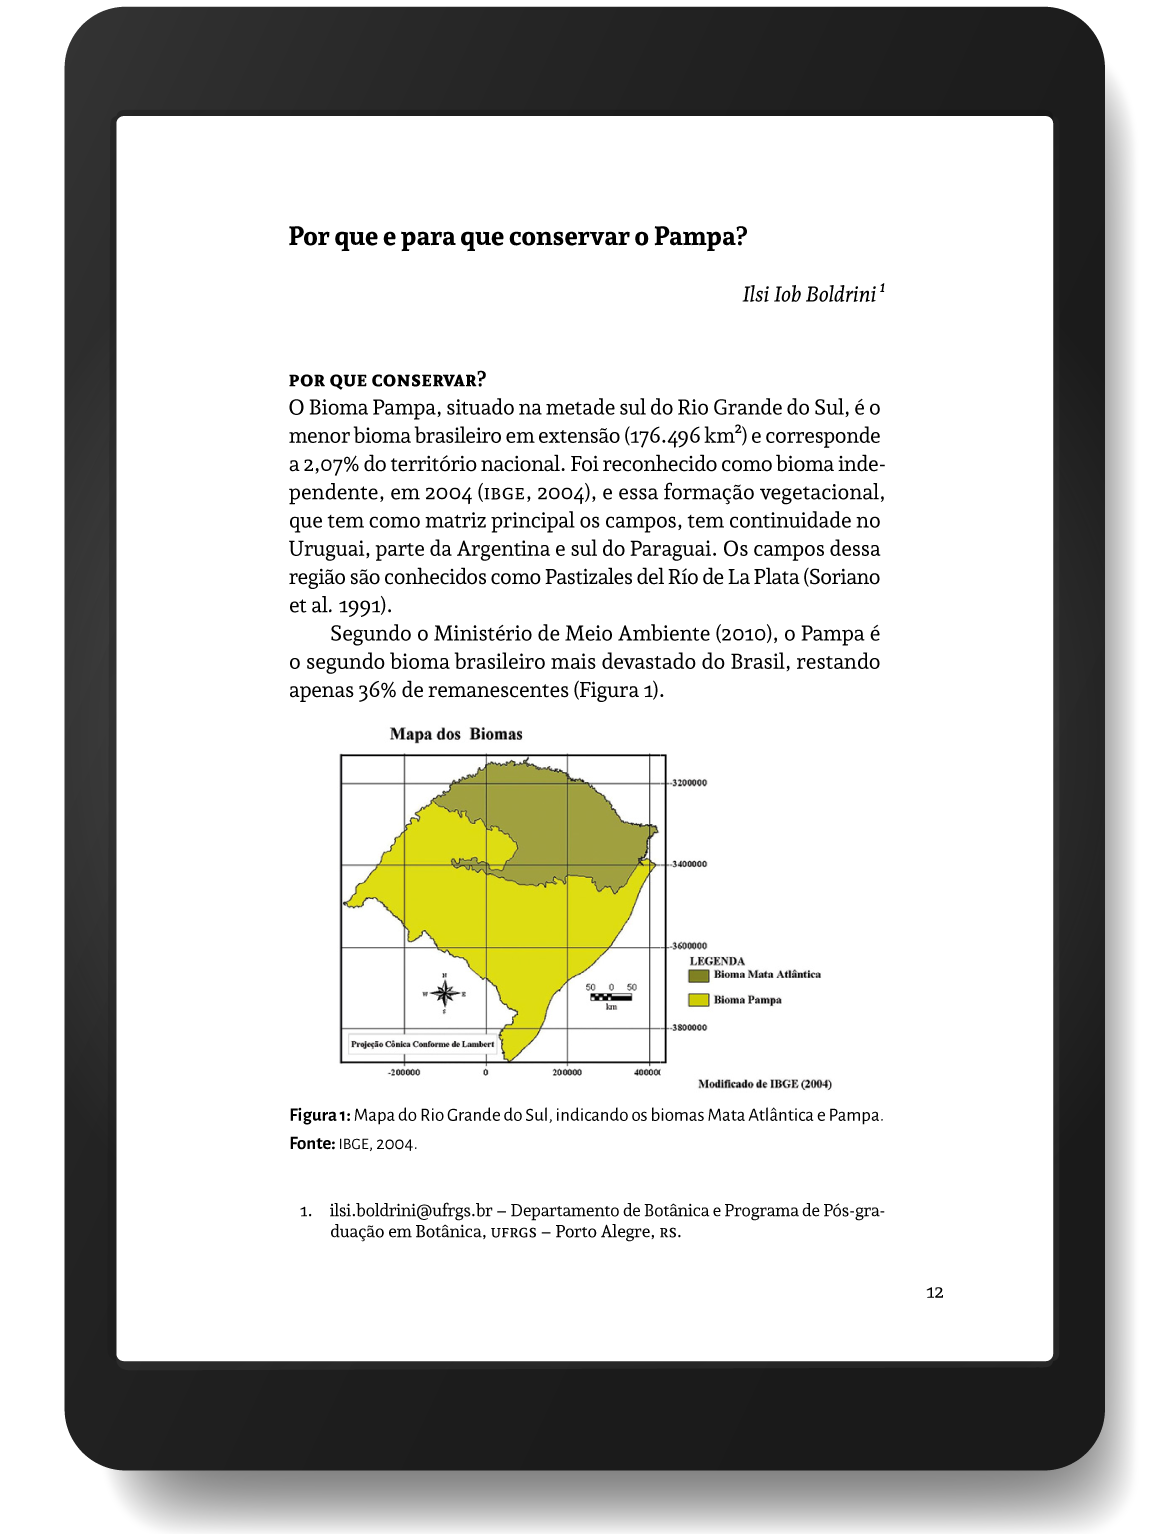 Por que e para que conservar o Pampa?
Ilsi Iob Boldrini ¹
POR QUE CONSERVAR?
O Bioma Pampa, situado na metade sul do Rio Grande do Sul, é o
menor bioma brasileiro em extensão (176.496 km²) e corresponde
a 2,07% do território nacional. Foi reconhecido como bioma inde-
pendente, em 2004 (IBGE, 2004), e essa formação vegetacional,
que tem como matriz principal os campos, tem continuidade no
Uruguai, parte da Argentina e sul do Paraguai. Os campos dessa
região são conhecidos como Pastizales del Río de La Plata (Soriano
et al. 1991).
Segundo o Ministério de Meio Ambiente (2010), o Pampa é
o segundo bioma brasileiro mais devastado do Brasil, restando
apenas 36% de remanescentes (Figura 1).
Mapa dos Biomas
3200000
3400000
3600000
LEGENDA
Bioma Mata Atlântica
Bioma Pampa
N
W E
S
50 0 50
km
3800000
Projeção Cônica Conforme de Lambert
-200000 0 200000 400000
Modificado de IBGE (2004)
Figura 1: Mapa do Rio Grande do Sul, indicando os biomas Mata Atlântica e Pampa.
Fonte: IBGE, 2004.
1. ilsi.boldrini@ufrgs.br – Departamento de Botânica e Programa de Pós-gra-
duação em Botânica, UFRGS – Porto Alegre, RS.
12